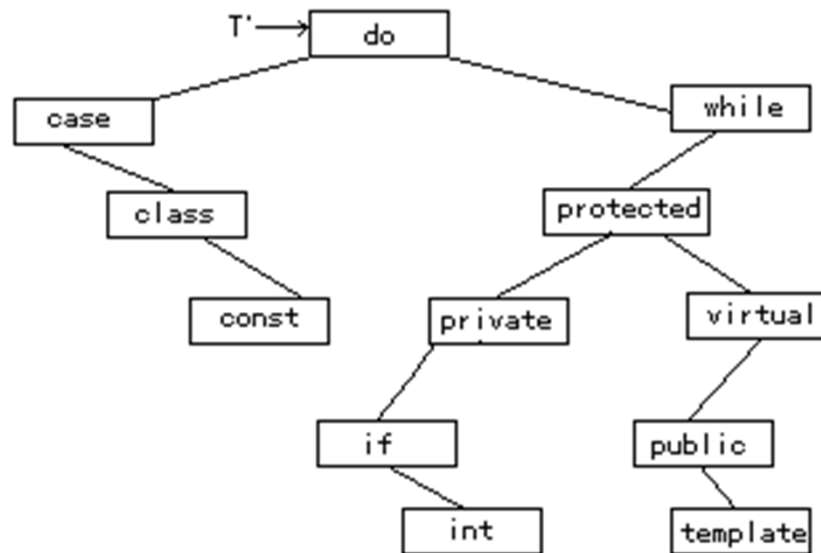 T'
do
case
while
class
protected
const
private
virtual
if
public
int
template